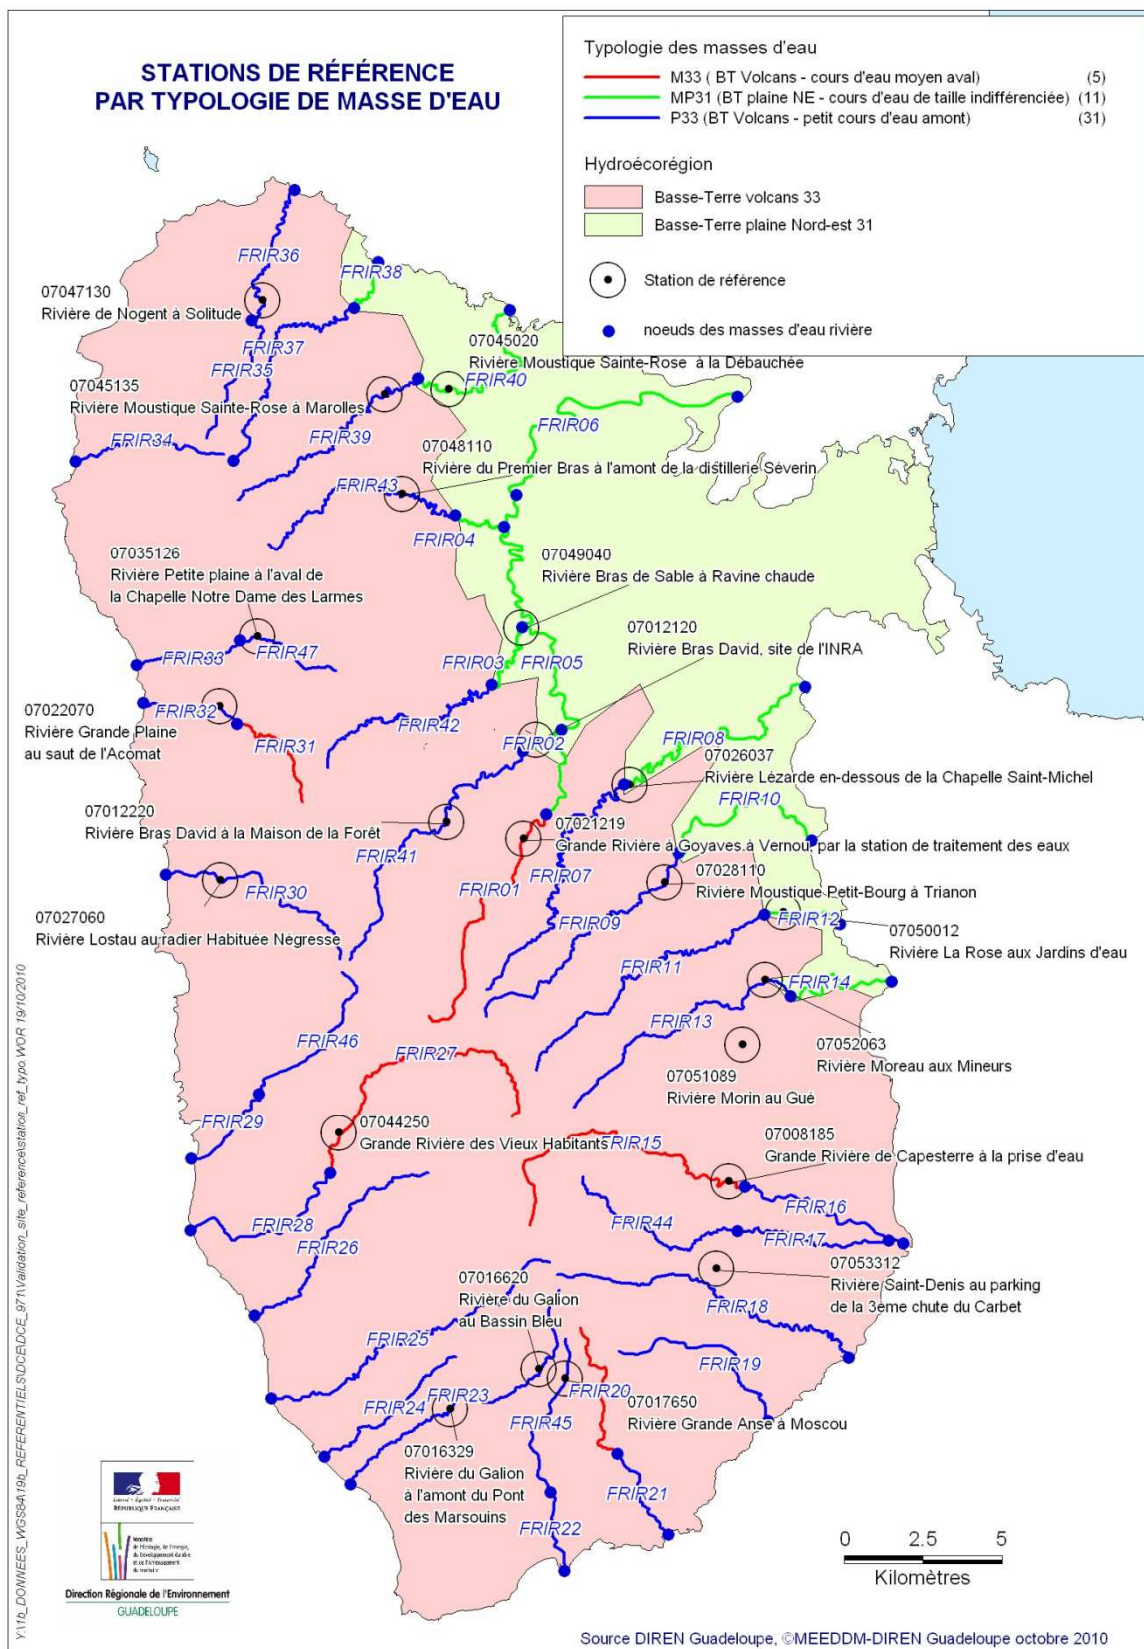 STATIONS DE RÉFÉRENCE
PAR TYPOLOGIE DE MASSE D'EAU
Typologie des masses d'eau
M33 ( BT Volcans - cours d'eau moyen aval) (5)
MP31 (BT plaine NE - cours d'eau de taille indifférenciée) (11)
P33 (BT Volcans - petit cours d'eau amont) (31)
Hydroécorégion
Basse-Terre volcans 33
Basse-Terre plaine Nord-est 31
Station de référence
noeuds des masses d'eau rivière
FRIR36
FRIR38
07047130
Rivière de Nogent à Solitude
FRIR37
FRIR35
07045020
Rivière Moustique Sainte-Rose à la Débauchée
FRIR40
07045135
Rivière Moustique Sainte-Rose à Marolles
FRIR06
FRIR34
FRIR39
07048110
Rivière du Premier Bras à l'amont de la distillerie Séverin
FRIR43
FRIR04
07035126
Rivière Petite plaine à l'aval de
la Chapelle Notre Dame des Larmes
07049040
Rivière Bras de Sable à Ravine chaude
07012120
Rivière Bras David, site de l'INRA
FRIR33
FRIR47
FRIR03
FRIR05
FRIR32
07022070
Rivière Grande Plaine
au saut de l'Acomat
FRIR31
FRIR42
FRIR02
FRIR08
07026037
Rivière Lézarde en-dessous de la Chapelle Saint-Michel
FRIR10
07012220
Rivière Bras David à la Maison de la Forêt
07021219
Grande Rivière à Goyaves à Vernou, par la station de traitement des eaux
FRIR41
FRIR07
07028110
Rivière Moustique Petit-Bourg à Trianon
FRIR30
FRIR01
07027060
Rivière Lostau au radier Habituée Négresse
FRIR09
FRIR12
07050012
Rivière La Rose aux Jardins d'eau
FRIR11
FRIR14
FRIR13
FRIR46
FRIR27
07052063
Rivière Moreau aux Mineurs
07051089
Rivière Morin au Gué
FRIR29
07044250
Grande Rivière des Vieux Habitants
FRIR15
07008185
Grande Rivière de Capesterre à la prise d'eau
FRIR16
FRIR28
FRIR44
FRIR17
FRIR26
07053312
Rivière Saint-Denis au parking
de la 3ème chute du Carbet
07016620
Rivière du Galion
au Bassin Bleu
FRIR18
FRIR25
FRIR19
FRIR24
FRIR23
FRIR20
07017650
Rivière Grande Anse à Moscou
FRIR45
07016329
Rivière du Galion
à l'amont du Pont
des Marsouins
FRIR21
FRIR22
Liberté • Égalité • Fraternité
RÉPUBLIQUE FRANÇAISE
Direction Régionale de l'Environnement
GUADELOUPE
0 2.5 5
Kilomètres
Source DIREN Guadeloupe, ©MEEDDM-DIREN Guadeloupe octobre 2010